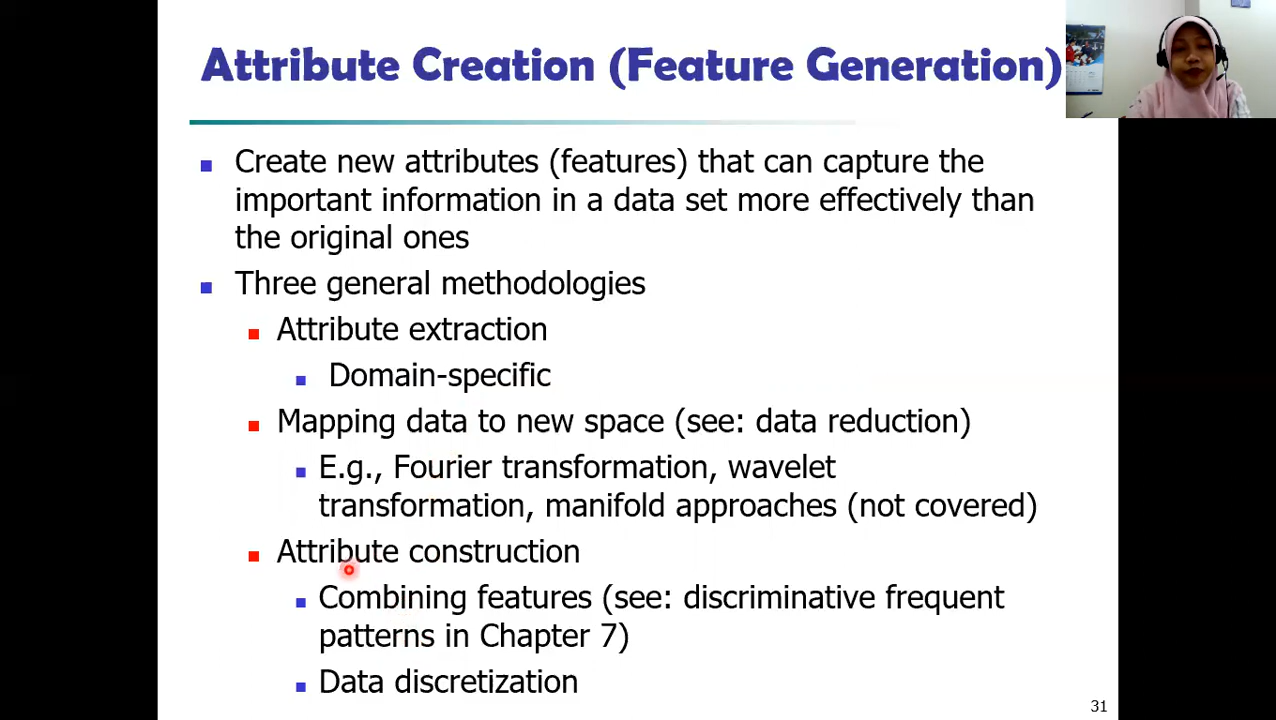 Attribute Creation (Feature Generation)
Create new attributes (features) that can capture the
important information in a data set more effectively than
the original ones
Three general methodologies
Attribute extraction
Domain-specific
Mapping data to new space (see: data reduction)
E.g., Fourier transformation, wavelet
transformation, manifold approaches (not covered)
Attribute construction
Combining features (see: discriminative frequent
patterns in Chapter 7)
Data discretization
31